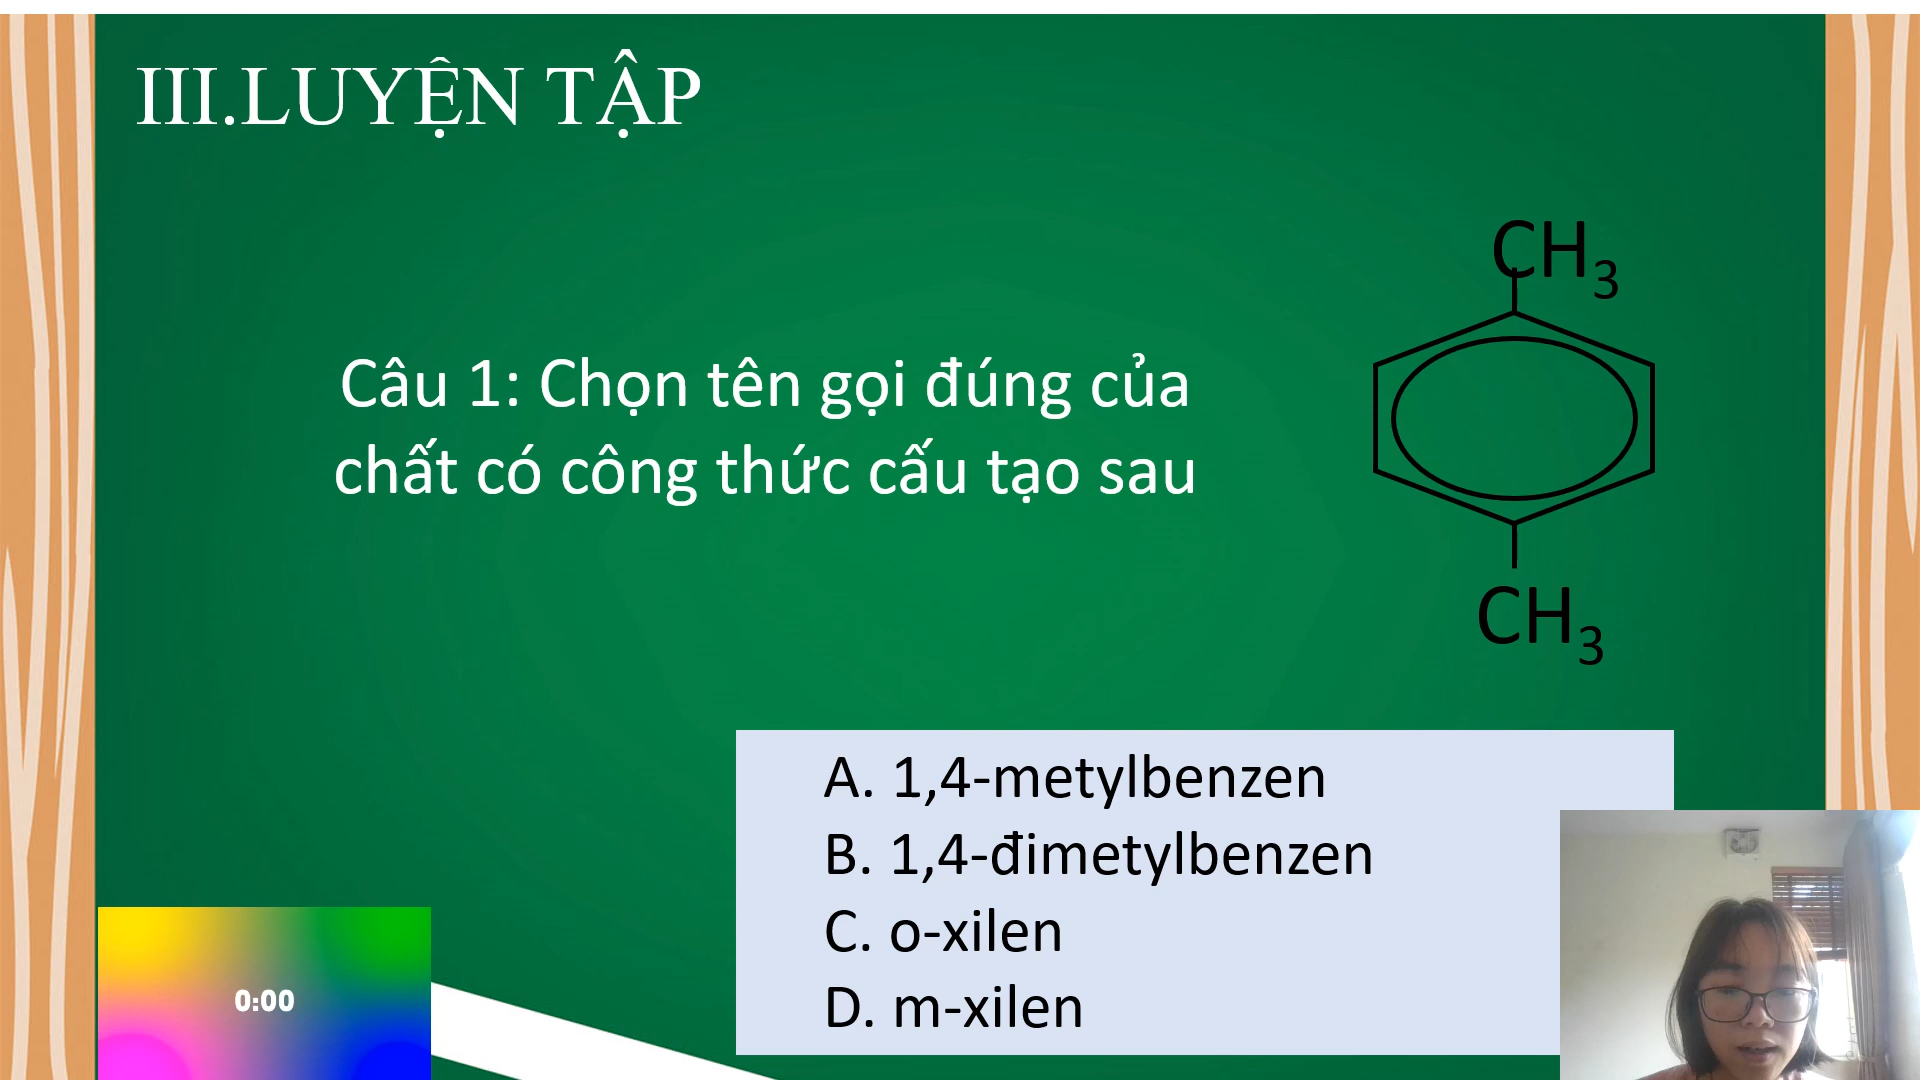 III.LUYỆN TẬP
CH₃
Câu 1: Chọn tên gọi đúng của
chất có công thức cấu tạo sau
CH₃
A. 1,4-metylbenzen
B. 1,4-đimetylbenzen
C. o-xilen
D. m-xilen
0:00